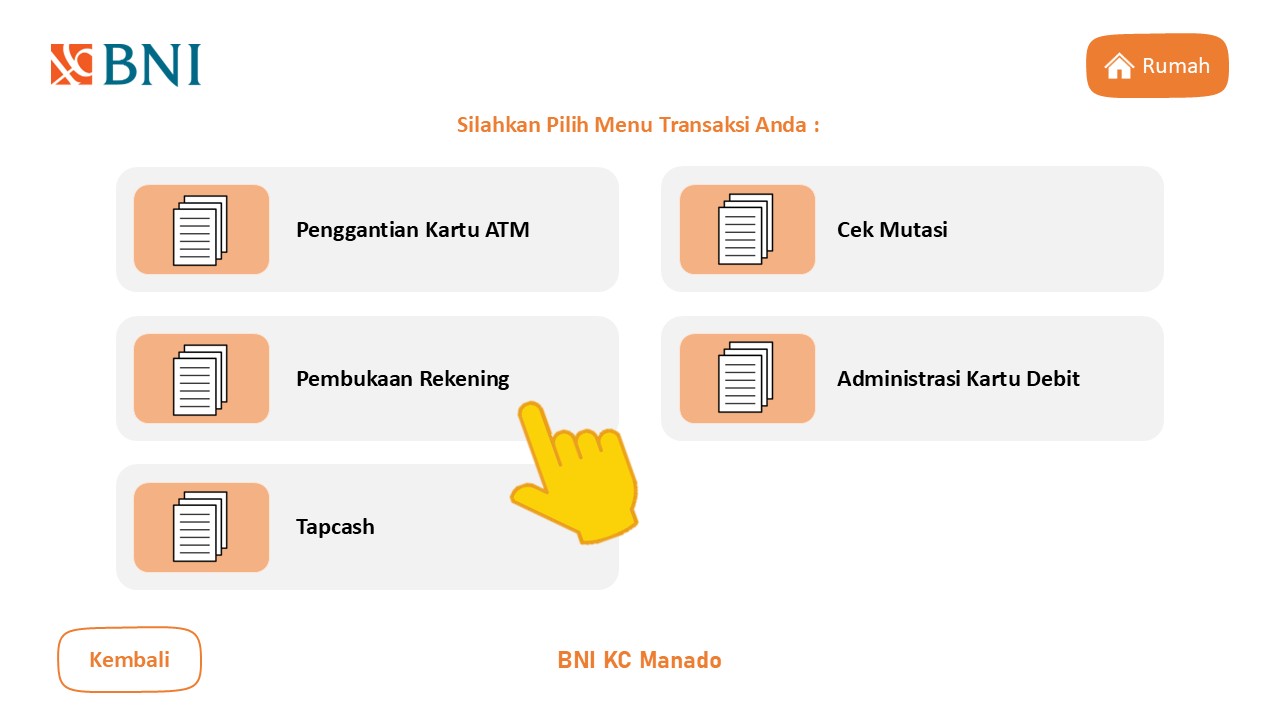 BNI
Rumah
Silahkan Pilih Menu Transaksi Anda :
Penggantian Kartu ATM
Cek Mutasi
Pembukaan Rekening
Administrasi Kartu Debit
Tapcash
Kembali
BNI KC Manado